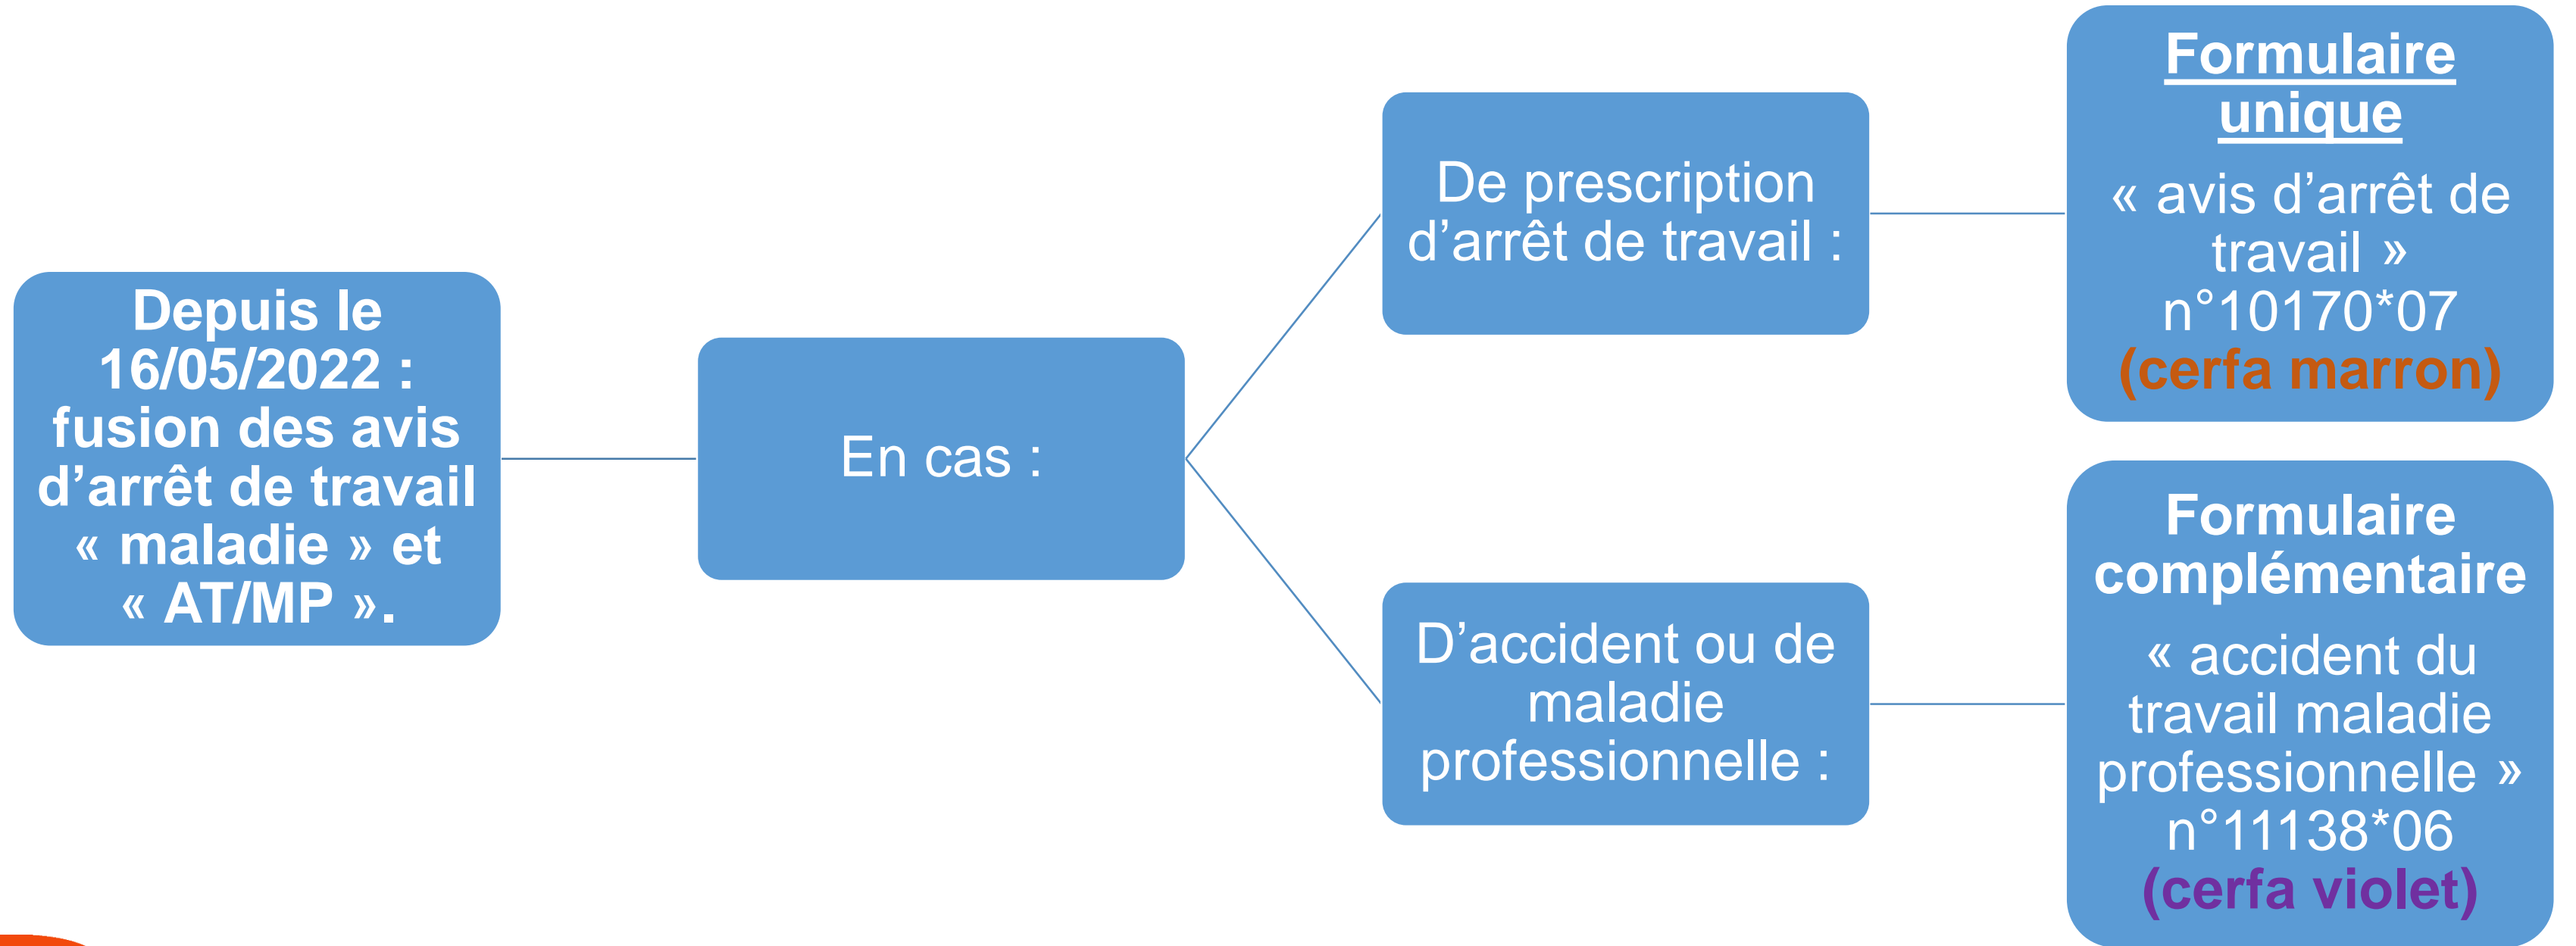 Depuis le
16/05/2022 :
fusion des avis
d’arrêt de travail
« maladie » et
« AT/MP ».
En cas :
De prescription
d’arrêt de travail :
Formulaire
unique
« avis d’arrêt de
travail »
n°10170*07
(cerfa marron)
D’accident ou de
maladie
professionnelle :
Formulaire
complémentaire
« accident du
travail maladie
professionnelle »
n°11138*06
(cerfa violet)